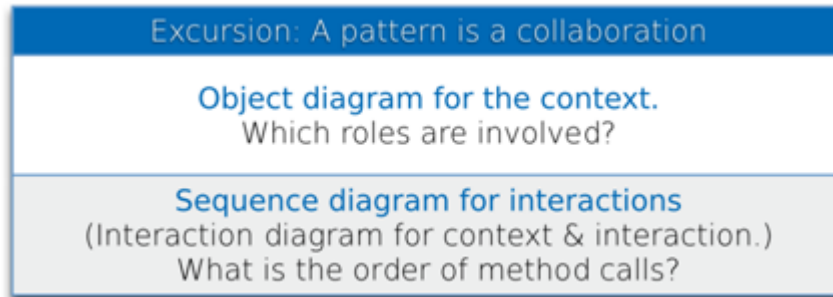 Excursion: A pattern is a collaboration
Object diagram for the context.
Which roles are involved?
Sequence diagram for interactions
(Interaction diagram for context & interaction.)
What is the order of method calls?